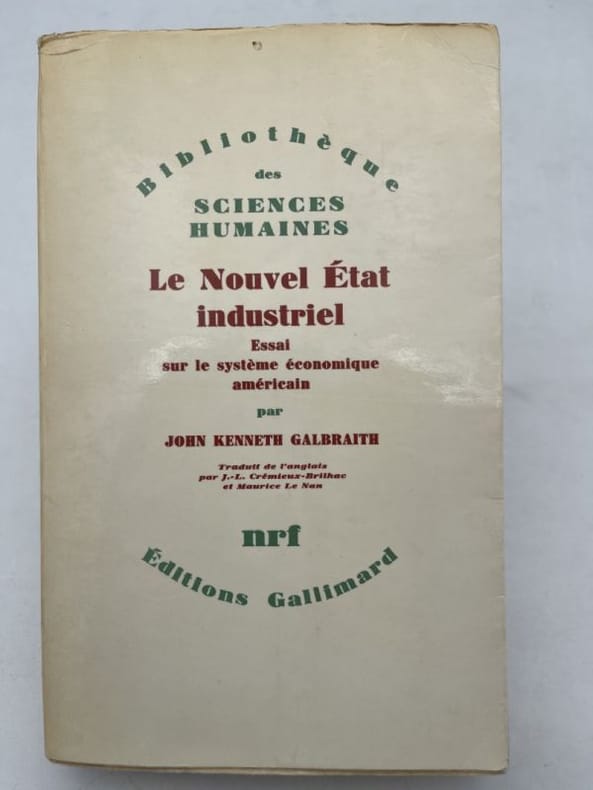 Bibliothèque
des
SCIENCES
HUMAINES
Le Nouvel État
industriel
Essai
sur le système économique
américain
par
JOHN KENNETH GALBRAITH
Traduit de l'anglais
par J.-L. Crémieux-Brilhac
et Maurice Le Nan
nrf
Éditions Gallimard